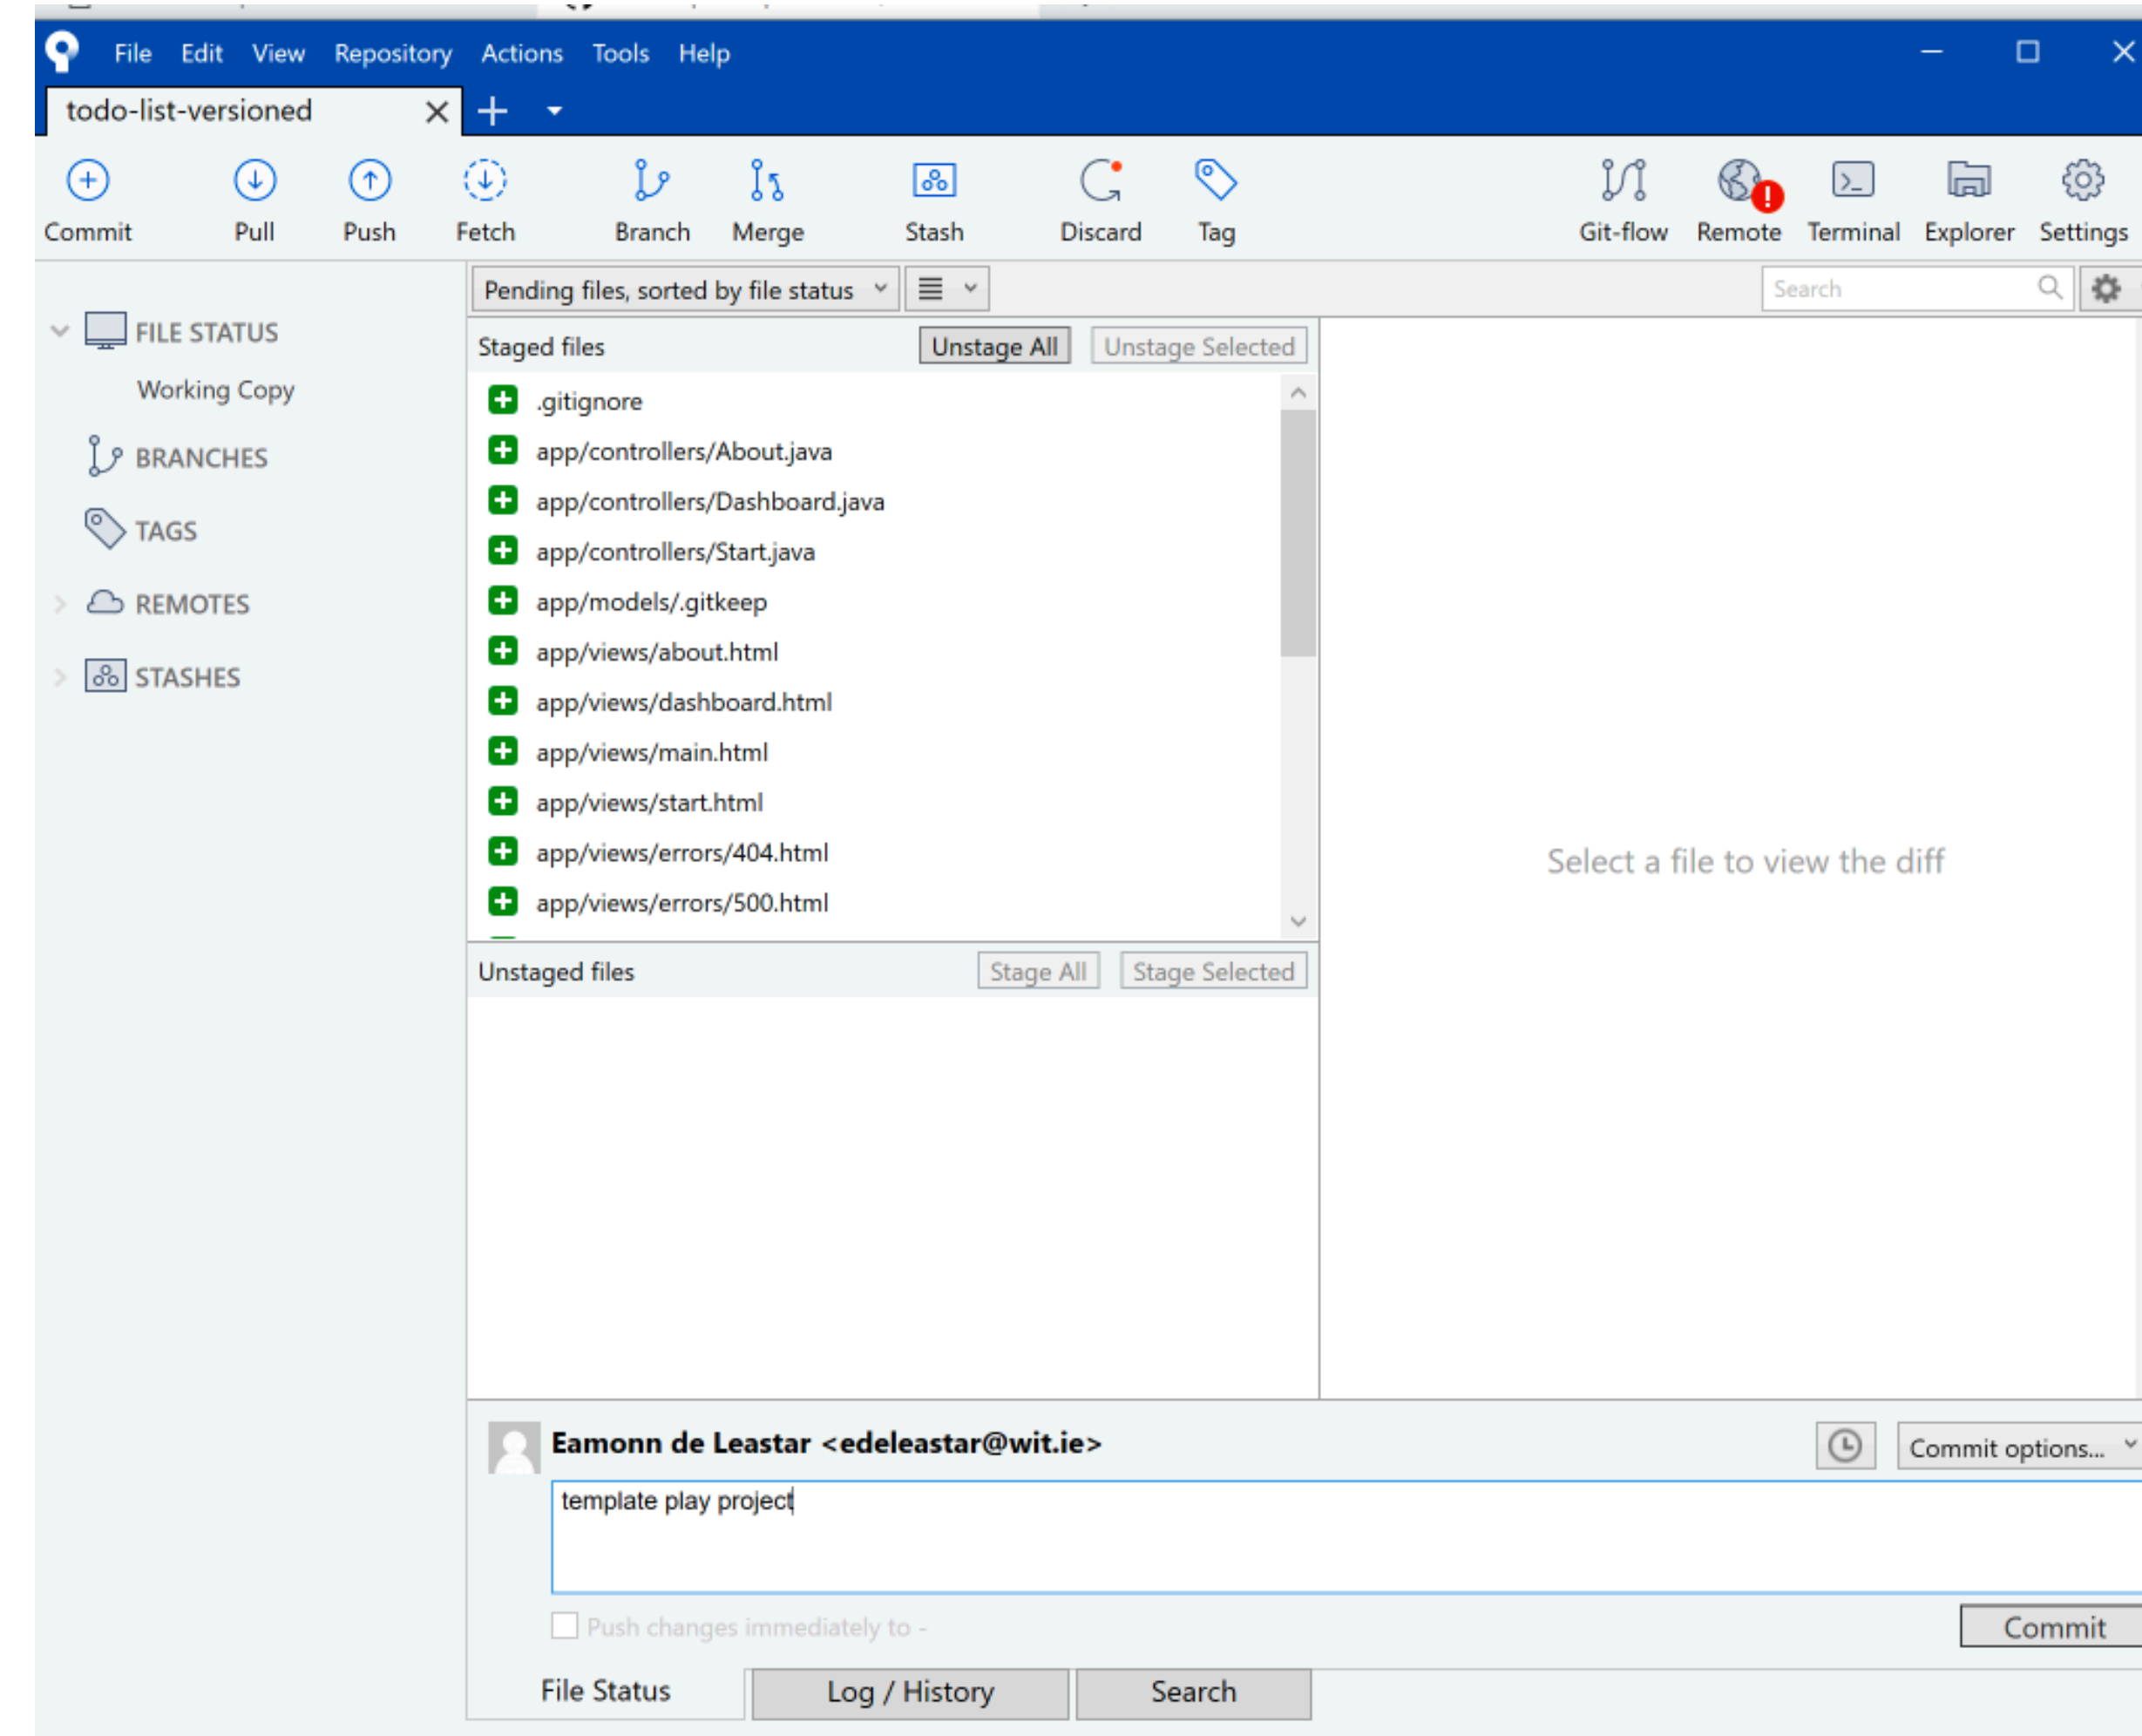 File Edit View Repository Actions Tools Help
todo-list-versioned
Commit Pull Push Fetch Branch Merge Stash Discard Tag Git-flow Remote Terminal Explorer Settings
Pending files, sorted by file status Search
FILE STATUS
Working Copy
BRANCHES
TAGS
REMOTES
STASHES
Staged files Unstage All Unstage Selected
.gitignore
app/controllers/About.java
app/controllers/Dashboard.java
app/controllers/Start.java
app/models/.gitkeep
app/views/about.html
app/views/dashboard.html
app/views/main.html
app/views/start.html
app/views/errors/404.html
app/views/errors/500.html
Select a file to view the diff
Unstaged files Stage All Stage Selected
Eamonn de Leastar <edeleastar@wit.ie>
Commit options...
template play project
Push changes immediately to -
Commit
File Status Log / History Search